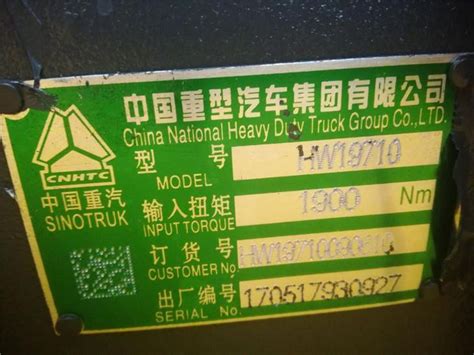 中国重型汽车集团有限公司
China National Heavy Duty Truck Group Co.,LTD.
CNHTC
中国重汽
SINOTRUK
型 号 HW19710
MODEL
输入扭矩 1900 Nm
INPUT TORQUE
订 货 号
CUSTOMER No.
出厂编号 170517930927
SERIAL No.